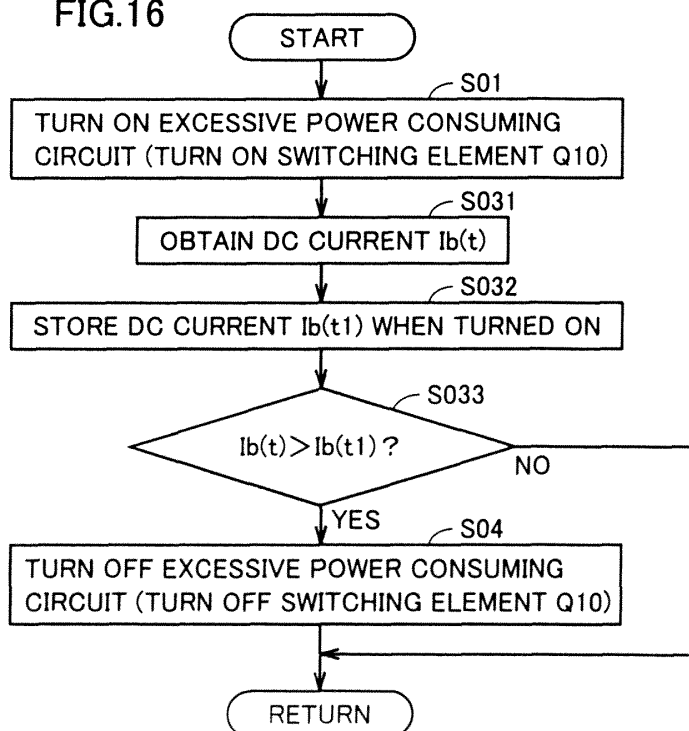 FIG.16
START
S01
TURN ON EXCESSIVE POWER CONSUMING
CIRCUIT (TURN ON SWITCHING ELEMENT Q10)
S031
OBTAIN DC CURRENT Ib(t)
S032
STORE DC CURRENT Ib(t1) WHEN TURNED ON
S033
Ib(t)>Ib(t1)?
NO
YES
S04
TURN OFF EXCESSIVE POWER CONSUMING
CIRCUIT (TURN OFF SWITCHING ELEMENT Q10)
RETURN